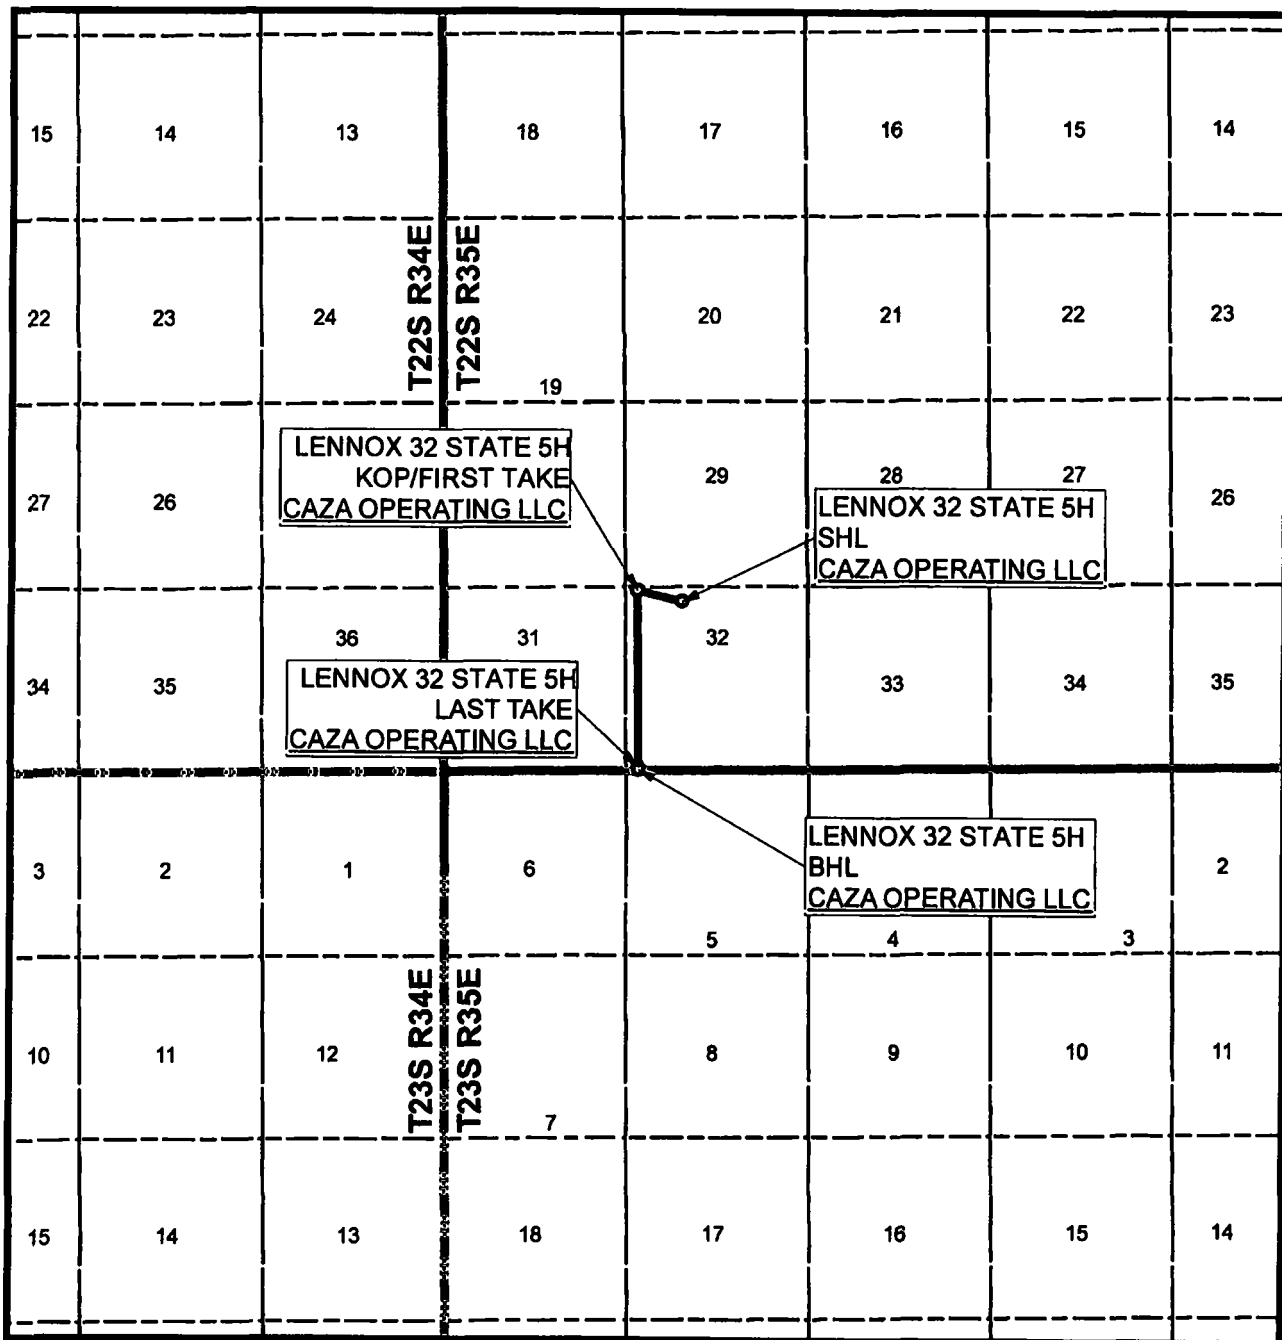 15 14 13 18 17 16 15 14
T22S R34E
T22S R35E
22 23 24 20 21 22 23
19
LENNOX 32 STATE 5H
KOP/FIRST TAKE
CAZA OPERATING LLC
27 26 29 28 27 26
LENNOX 32 STATE 5H
SHL
CAZA OPERATING LLC
36 31 32
34 35 33 34 35
LENNOX 32 STATE 5H
LAST TAKE
CAZA OPERATING LLC
LENNOX 32 STATE 5H
BHL
CAZA OPERATING LLC
3 2 1 6 2
5 4 3
T23S R34E
T23S R35E
10 11 12 8 9 10 11
7
15 14 13 18 17 16 15 14